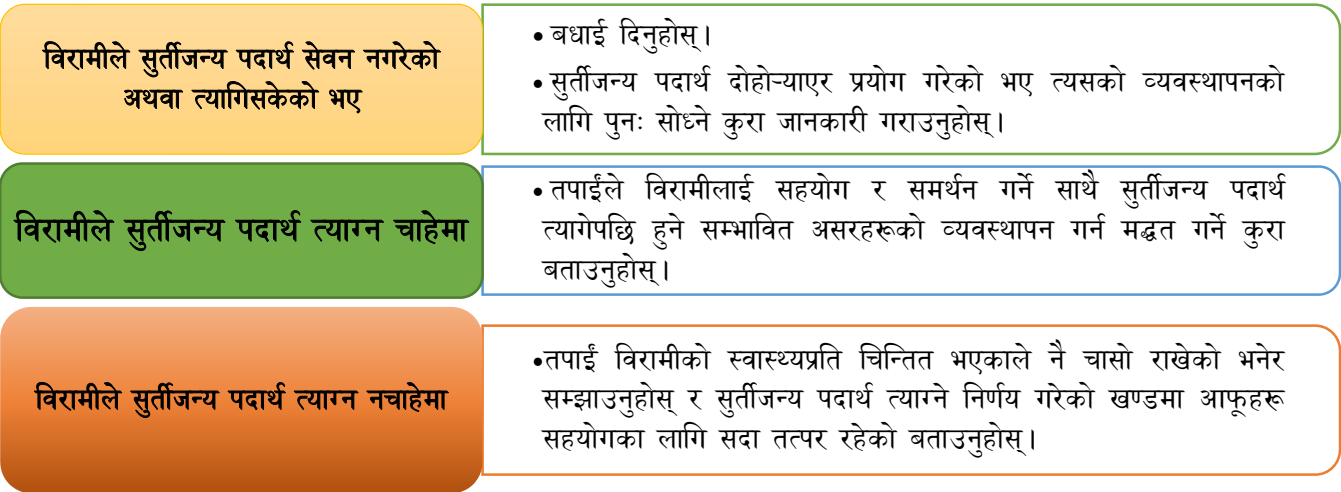 विरामीले सुर्तीजन्य पदार्थ सेवन नगरेको
अथवा त्यागिसकेको भए
• बधाई दिनुहोस्।
• सुर्तीजन्य पदार्थ दोहोऱ्याएर प्रयोग गरेको भए त्यसको व्यवस्थापनको
लागि पुनः सोध्ने कुरा जानकारी गराउनुहोस्।
विरामीले सुर्तीजन्य पदार्थ त्याग्न चाहेमा
• तपाईंले विरामीलाई सहयोग र समर्थन गर्ने साथै सुर्तीजन्य पदार्थ
त्यागेपछि हुने सम्भावित असरहरूको व्यवस्थापन गर्न मद्धत गर्ने कुरा
बताउनुहोस्।
विरामीले सुर्तीजन्य पदार्थ त्याग्न नचाहेमा
•तपाईं विरामीको स्वास्थ्यप्रति चिन्तित भएकाले नै चासो राखेको भनेर
सम्झाउनुहोस् र सुर्तीजन्य पदार्थ त्याग्ने निर्णय गरेको खण्डमा आफूहरू
सहयोगका लागि सदा तत्पर रहेको बताउनुहोस्।